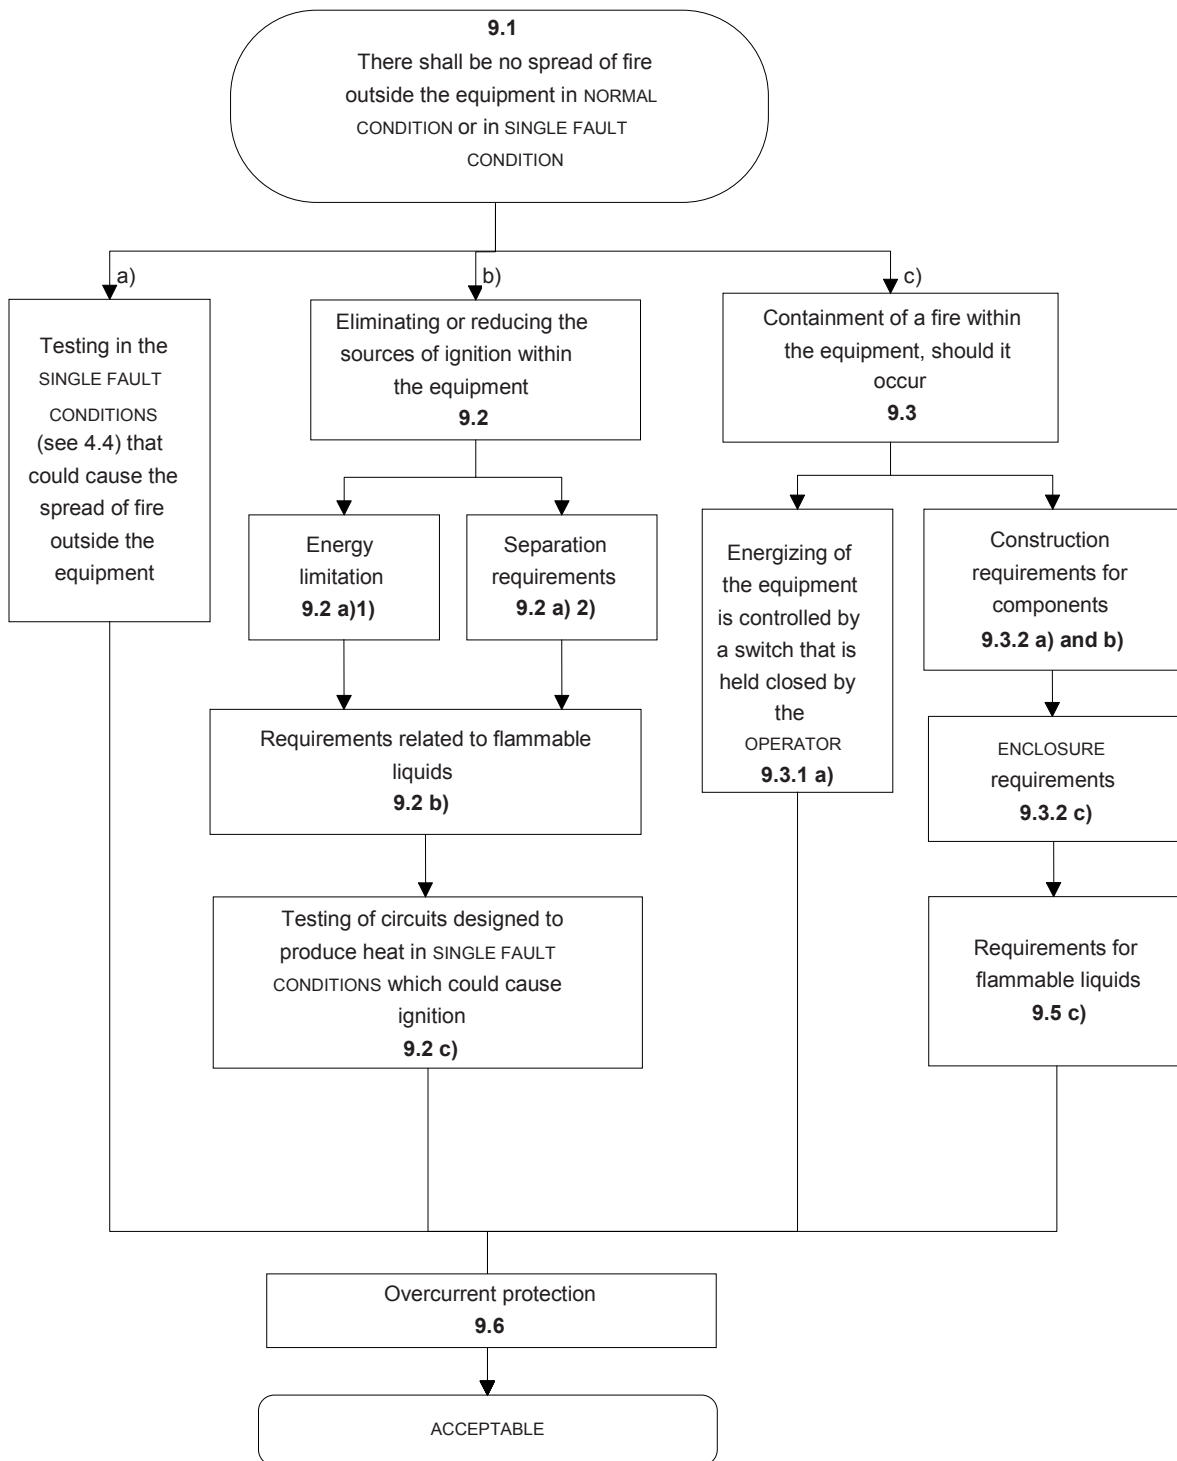 9.1
There shall be no spread of fire
outside the equipment in NORMAL
CONDITION or in SINGLE FAULT
CONDITION
a)
b)
c)
Testing in the
SINGLE FAULT
CONDITIONS
(see 4.4) that
could cause the
spread of fire
outside the
equipment
Eliminating or reducing the
sources of ignition within
the equipment
9.2
Containment of a fire within
the equipment, should it
occur
9.3
Energy
limitation
9.2 a)1)
Separation
requirements
9.2 a) 2)
Energizing of
the equipment
is controlled by
a switch that is
held closed by
the
OPERATOR
9.3.1 a)
Construction
requirements for
components
9.3.2 a) and b)
Requirements related to flammable
liquids
9.2 b)
ENCLOSURE
requirements
9.3.2 c)
Testing of circuits designed to
produce heat in SINGLE FAULT
CONDITIONS which could cause
ignition
9.2 c)
Requirements for
flammable liquids
9.5 c)
Overcurrent protection
9.6
ACCEPTABLE